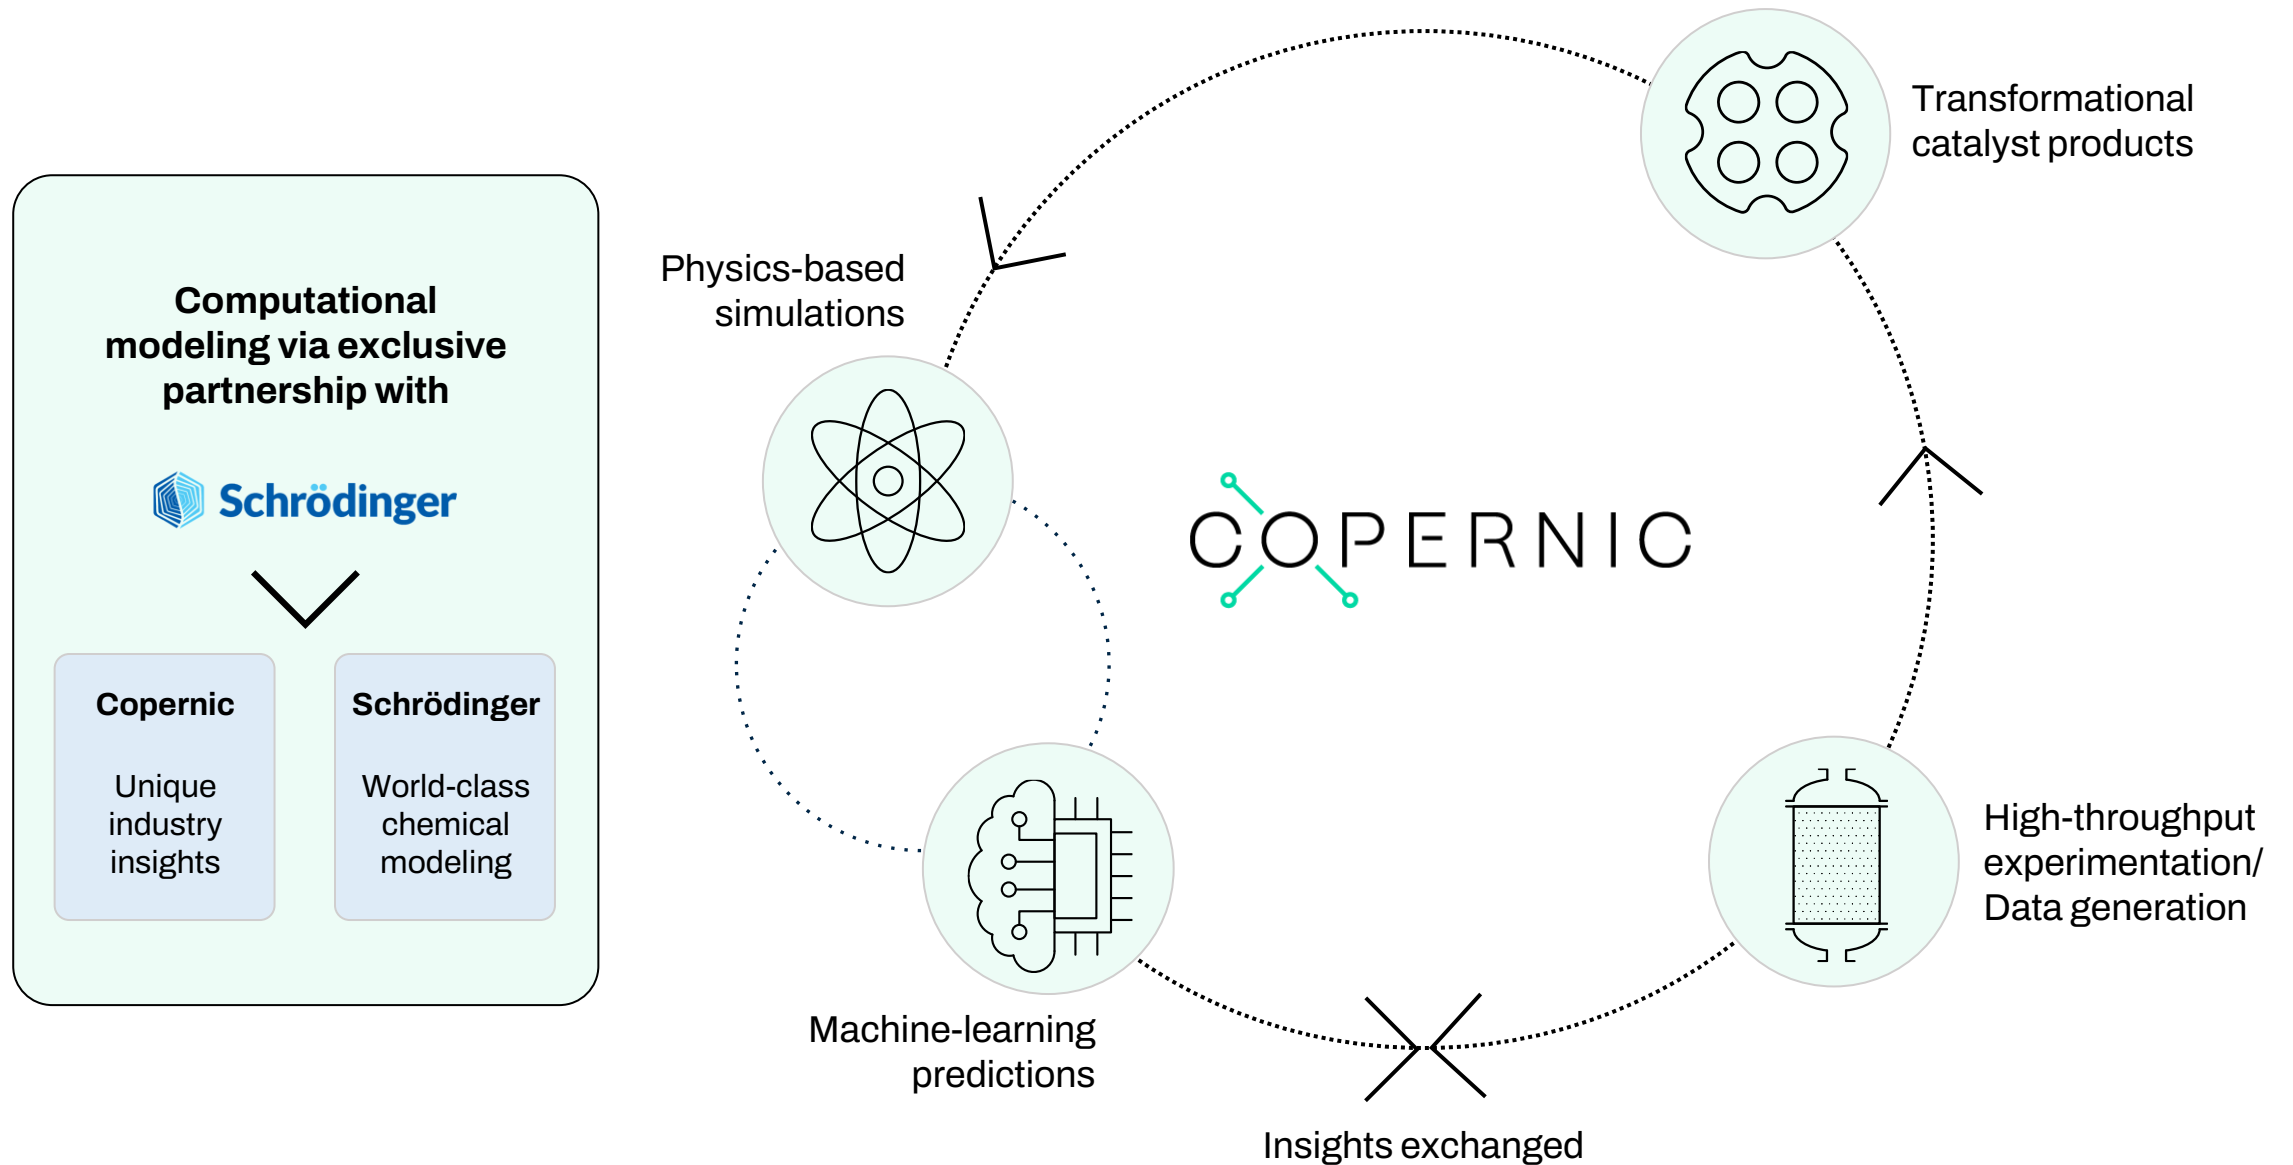 Computational
modeling via exclusive
partnership with
Schrödinger
Copernic
Unique
industry
insights
Schrödinger
World-class
chemical
modeling
Physics-based
simulations
Transformational
catalyst products
COPERNIC
High-throughput
experimentation/
Data generation
Machine-learning
predictions
Insights exchanged